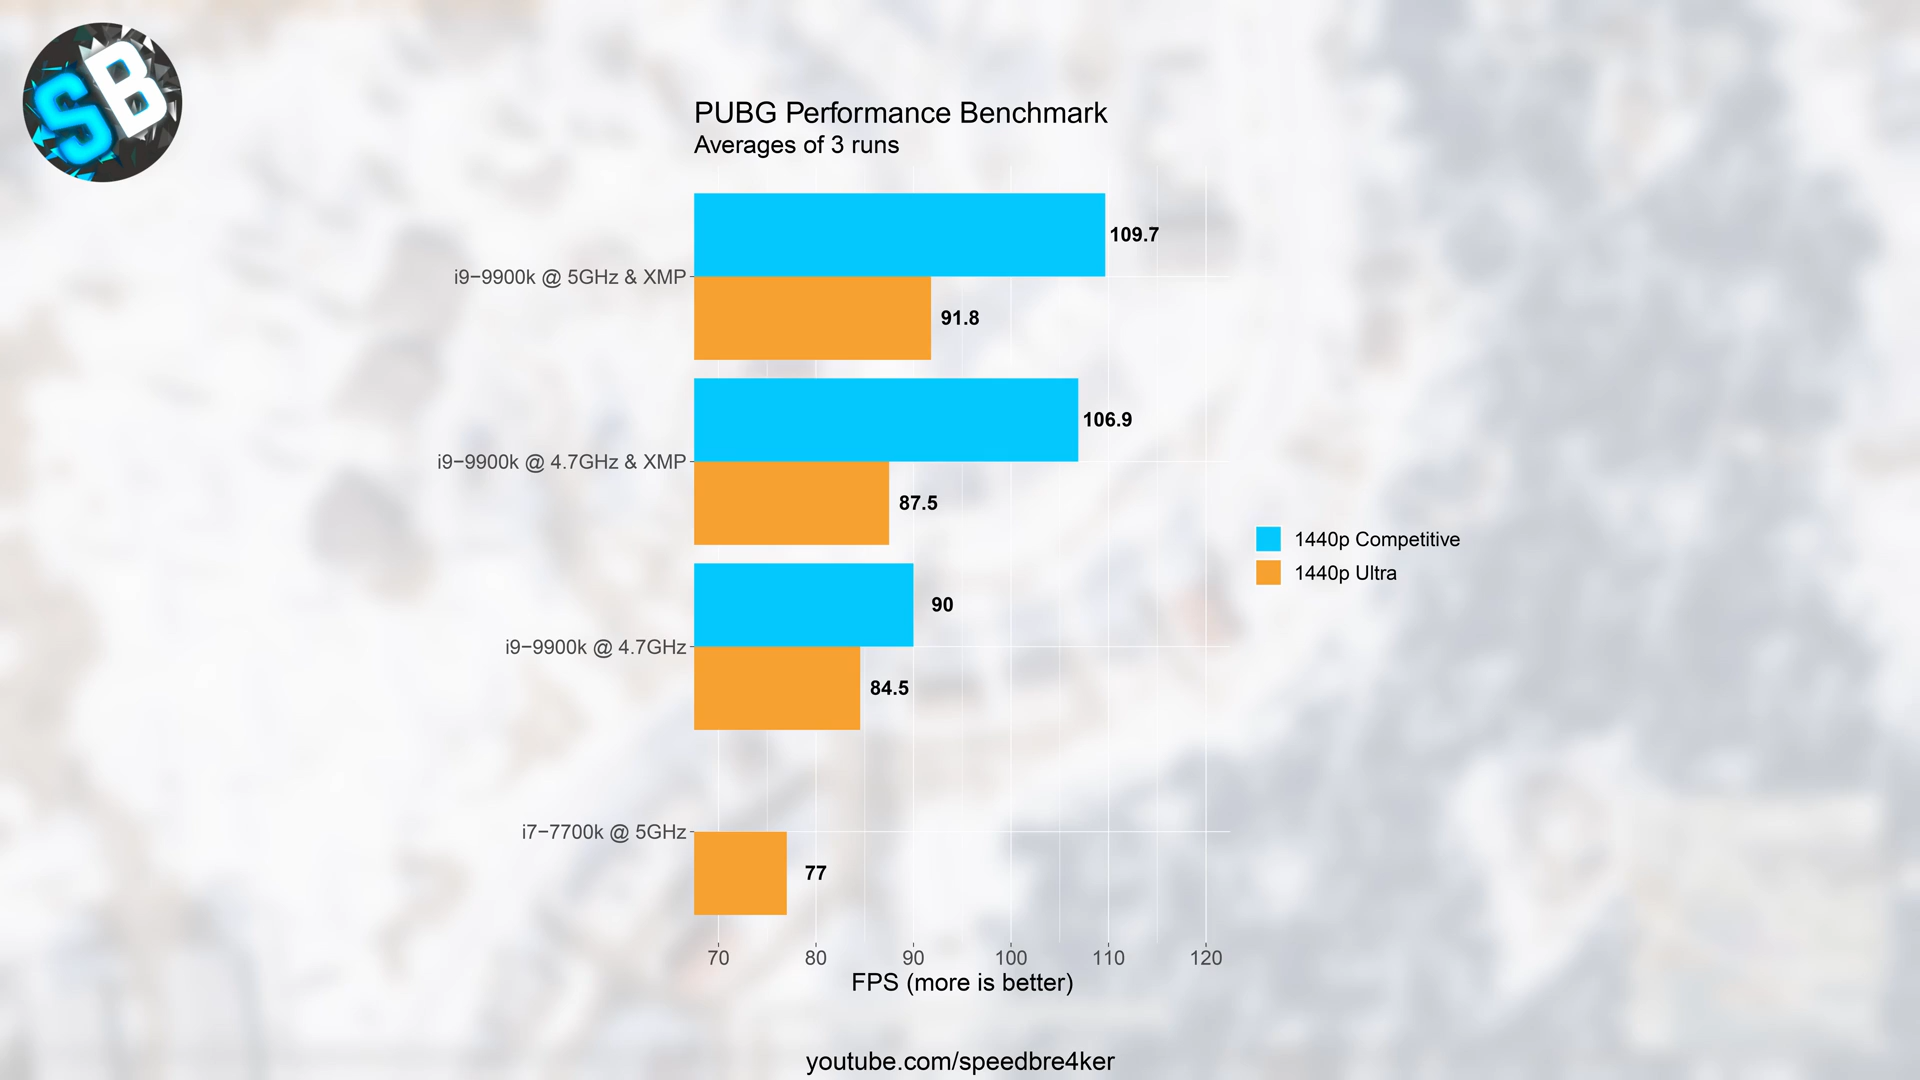 SB
PUBG Performance Benchmark
Averages of 3 runs
109.7
i9−9900k @ 5GHz & XMP
91.8
106.9
i9−9900k @ 4.7GHz & XMP
87.5
1440p Competitive
1440p Ultra
90
i9−9900k @ 4.7GHz
84.5
i7−7700k @ 5GHz
77
70 80 90 100 110 120
FPS (more is better)
youtube.com/speedbre4ker